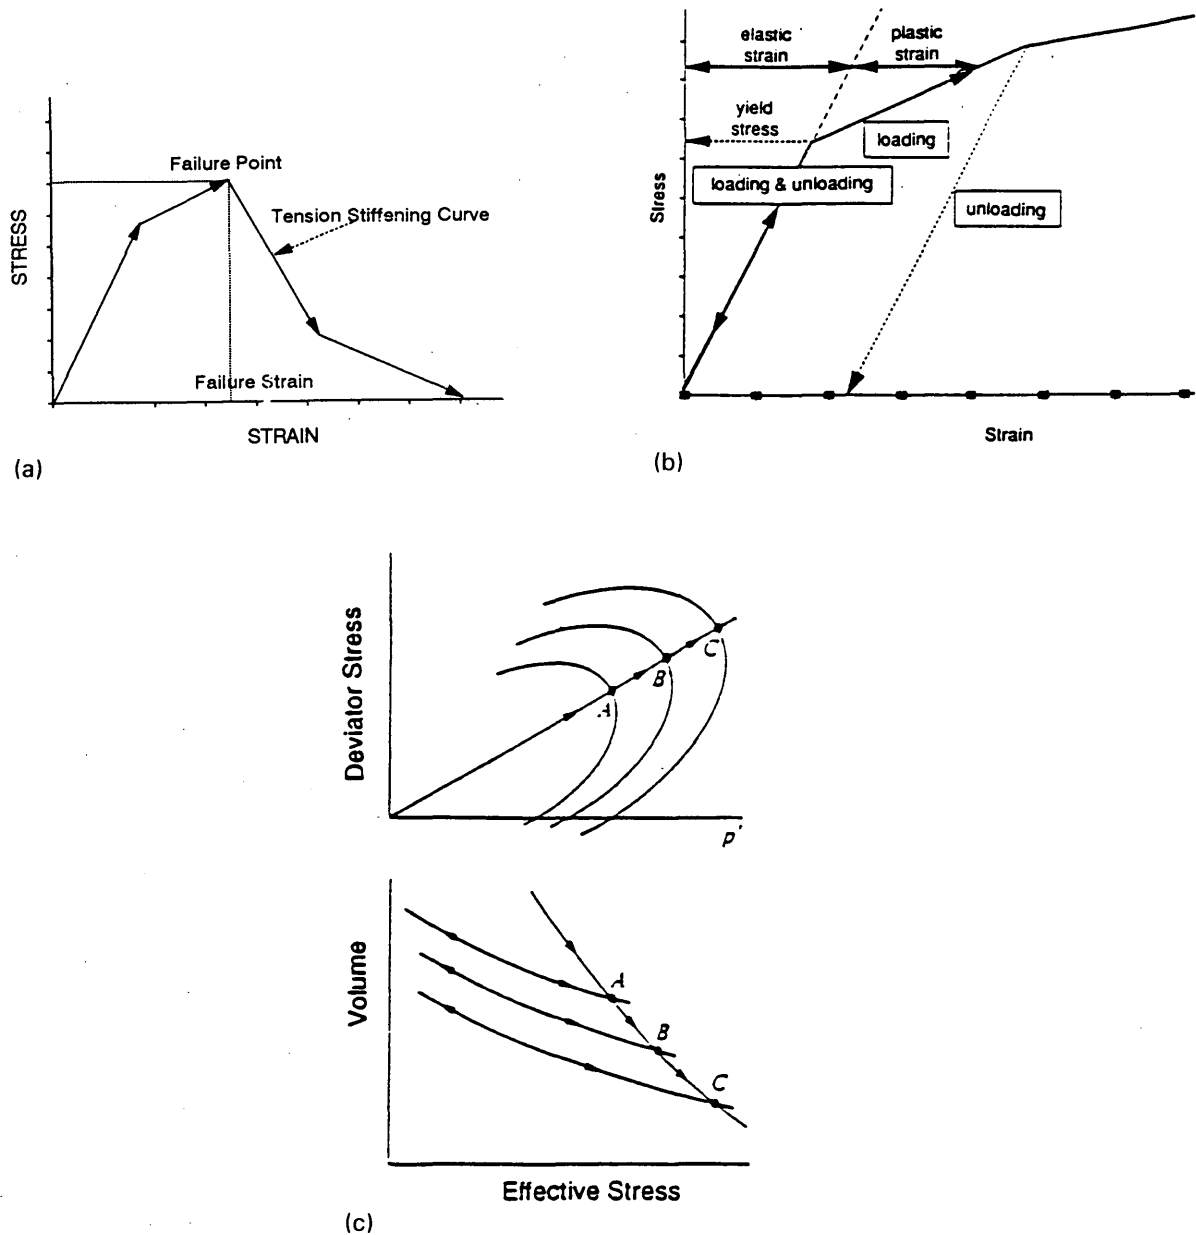 Failure Point
Tension Stiffening Curve
STRESS
Failure Strain
STRAIN
(a)
elastic
strain
plastic
strain
yield
stress
loading
loading & unloading
unloading
Stress
Strain
(b)
Deviator Stress
A
B
C
p'
Volume
A
B
C
Effective Stress
(c)